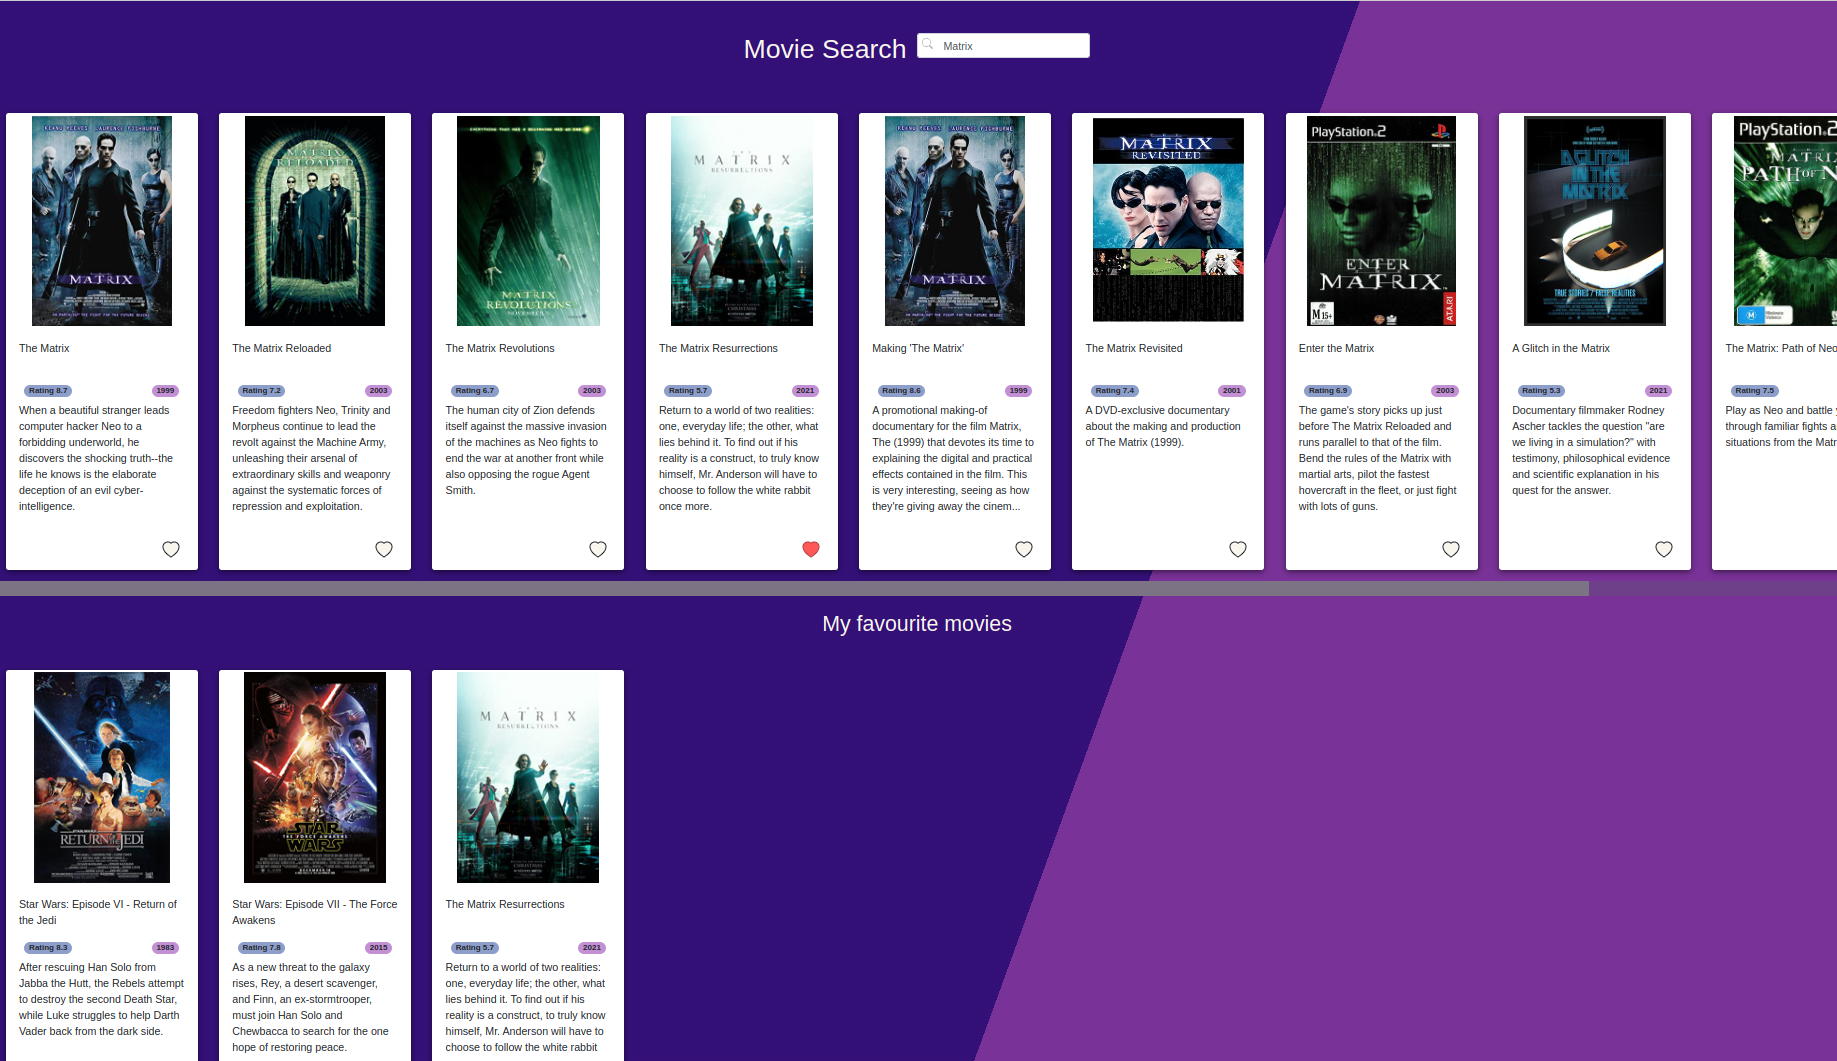 Movie Search
Matrix
KEANU REEVES LAURENCE FISHBURNE
MATRIX
The Matrix
Rating 8.7
1999
When a beautiful stranger leads
computer hacker Neo to a
forbidding underworld, he
discovers the shocking truth--the
life he knows is the elaborate
deception of an evil cyber-
intelligence.
MATRIX
RELOADED
The Matrix Reloaded
Rating 7.2
2003
Freedom fighters Neo, Trinity and
Morpheus continue to lead the
revolt against the Machine Army,
unleashing their arsenal of
extraordinary skills and weaponry
against the systematic forces of
repression and exploitation.
EVERYTHING THAT HAS A BEGINNING HAS AN END
MATRIX
REVOLUTIONS
NOVEMBER
The Matrix Revolutions
Rating 6.7
2003
The human city of Zion defends
itself against the massive invasion
of the machines as Neo fights to
end the war at another front while
also opposing the rogue Agent
Smith.
MATRIX
RESURRECTIONS
The Matrix Resurrections
Rating 5.7
2021
Return to a world of two realities:
one, everyday life; the other, what
lies behind it. To find out if his
reality is a construct, to truly know
himself, Mr. Anderson will have to
choose to follow the white rabbit
once more.
KEANU REEVES LAURENCE FISHBURNE
MATRIX
Making 'The Matrix'
Rating 8.6
1999
A promotional making-of
documentary for the film Matrix,
The (1999) that devotes its time to
explaining the digital and practical
effects contained in the film. This
is very interesting, seeing as how
they're giving away the cinem...
THE
MATRIX
REVISITED
The Matrix Revisited
Rating 7.4
2001
A DVD-exclusive documentary
about the making and production
of The Matrix (1999).
PlayStation.2
ENTER
THE
MATRIX
M 15+
ATARI
Enter the Matrix
Rating 6.9
2003
The game's story picks up just
before The Matrix Reloaded and
runs parallel to that of the film.
Bend the rules of the Matrix with
martial arts, pilot the fastest
hovercraft in the fleet, or just fight
with lots of guns.
A GLITCH
IN THE
MATRIX
TRUE STORIES / FALSE REALITIES
A Glitch in the Matrix
Rating 5.3
2021
Documentary filmmaker Rodney
Ascher tackles the question "are
we living in a simulation?" with
testimony, philosophical evidence
and scientific explanation in his
quest for the answer.
PlayStation.2
MATRI
PATH OF N
M
The Matrix: Path of Neo
Rating 7.5
Play as Neo and battle y
through familiar fights a
situations from the Matr
My favourite movies
STAR WARS
RETURN OF THE JEDI
Star Wars: Episode VI - Return of
the Jedi
Rating 8.3
1983
After rescuing Han Solo from
Jabba the Hutt, the Rebels attempt
to destroy the second Death Star,
while Luke struggles to help Darth
Vader back from the dark side.
STAR
THE FORCE AWAKENS
WARS
DECEMBER 18
Star Wars: Episode VII - The Force
Awakens
Rating 7.8
2015
As a new threat to the galaxy
rises, Rey, a desert scavenger,
and Finn, an ex-stormtrooper,
must join Han Solo and
Chewbacca to search for the one
hope of restoring peace.
MATRIX
RESURRECTIONS
CHRISTMAS
The Matrix Resurrections
Rating 5.7
2021
Return to a world of two realities:
one, everyday life; the other, what
lies behind it. To find out if his
reality is a construct, to truly know
himself, Mr. Anderson will have to
choose to follow the white rabbit